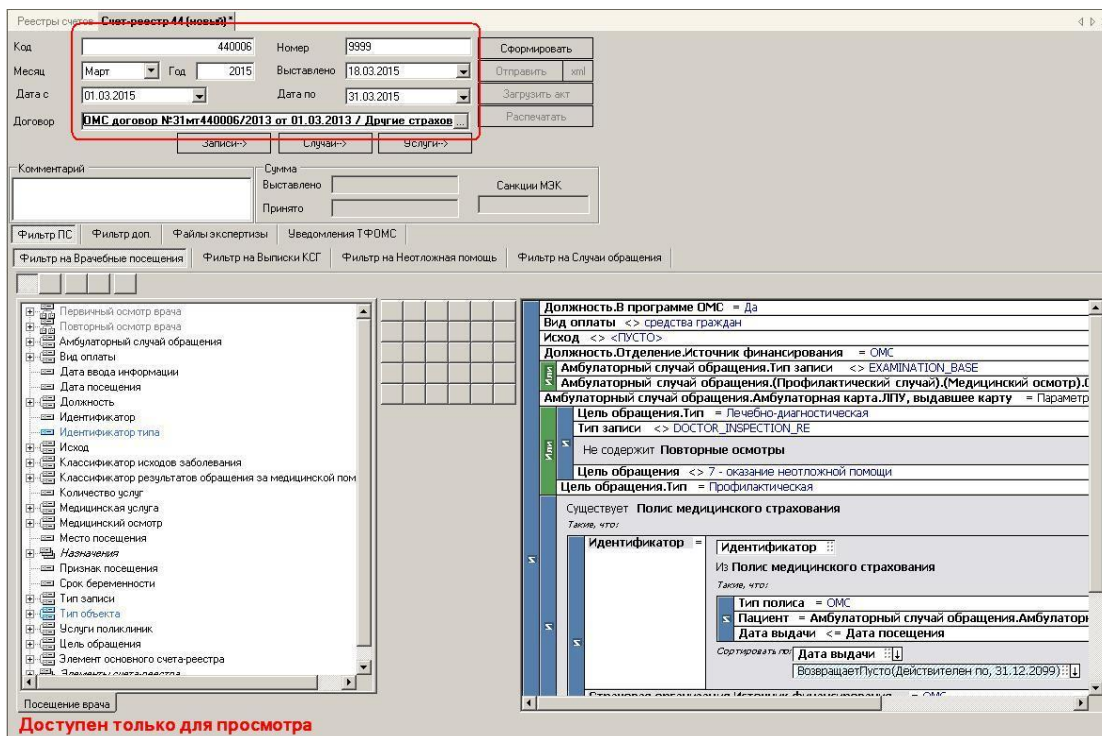 Реестры счетов Счет-реестр 44 (новый)*
Код 440006 Номер 9999 Сформировать
Месяц Март Год 2015 Выставлено 18.03.2015 Отправить xml
Дата с 01.03.2015 Дата по 31.03.2015 Загрузить акт
Договор ОМС договор №31мт440006/2013 от 01.03.2013 / Другие страхов ... Распечатать
Записи--> Случаи--> Услуги-->
Комментарий Сумма
Выставлено Санкции МЭК
Принято
Фильтр ПС Фильтр доп. Файлы экспертизы Уведомления ТФОМС
Фильтр на Врачебные посещения Фильтр на Выписки КСГ Фильтр на Неотложная помощь Фильтр на Случаи обращения
Первичный осмотр врача
Повторный осмотр врача
Амбулаторный случай обращения
Вид оплаты
Дата ввода информации
Дата посещения
Должность
Идентификатор
Идентификатор типа
Исход
Классификатор исходов заболевания
Классификатор результатов обращения за медицинской пом
Количество услуг
Медицинская услуга
Медицинский осмотр
Место посещения
Назначения
Признак посещения
Срок беременности
Тип записи
Тип объекта
Услуги поликлиник
Цель обращения
Элемент основного счета-реестра
Элементы счета-реестра
Посещение врача
Должность.В программе ОМС = Да
Вид оплаты <> средства граждан
Исход <> <ПУСТО>
Должность.Отделение.Источник финансирования = ОМС
Или
Амбулаторный случай обращения.Тип записи <> EXAMINATION_BASE
Амбулаторный случай обращения.(Профилактический случай).(Медицинский осмотр).
Амбулаторный случай обращения.Амбулаторная карта.ЛПУ, выдавшее карту = Параметр
Или
И
Цель обращения.Тип = Лечебно-диагностическая
Тип записи <> DOCTOR_INSPECTION_RE
Не содержит Повторные осмотры
Цель обращения <> 7 - оказание неотложной помощи
Цель обращения.Тип = Профилактическая
Существует Полис медицинского страхования
Такие, что:
И
Идентификатор = Идентификатор
Из Полис медицинского страхования
Такие, что:
И
Тип полиса = ОМС
Пациент = Амбулаторный случай обращения.Амбулаторн
Дата выдачи <= Дата посещения
Сортировать по: Дата выдачи
ВозвращаетПусто(Действителен по, 31.12.2099)
Страховая организация.Источник финансирования = ОМС
Доступен только для просмотра